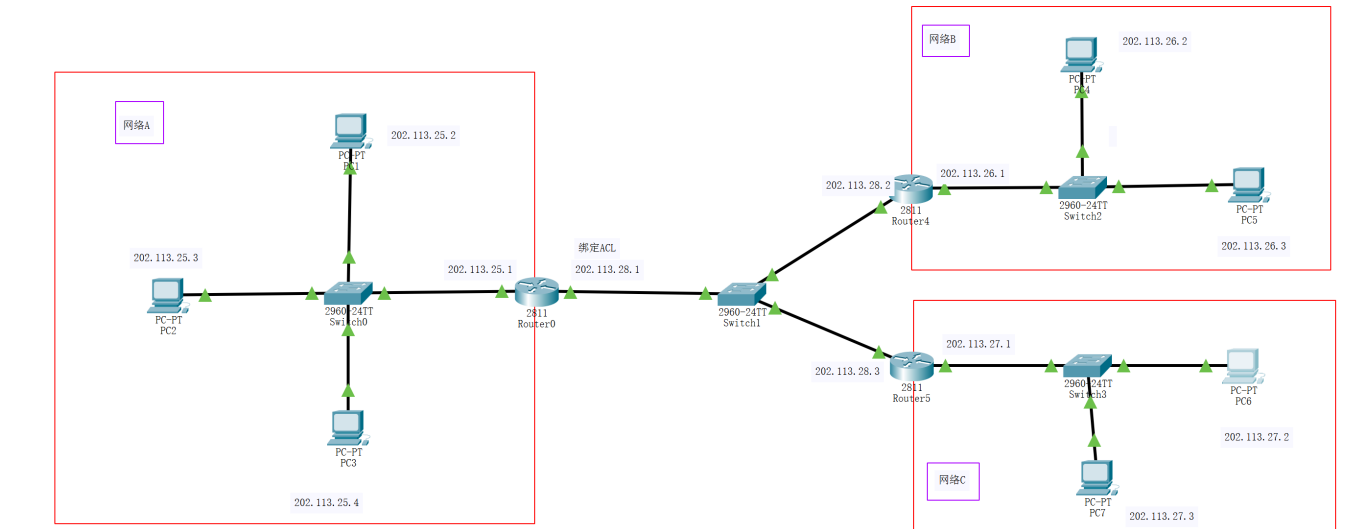 网络A
PC-PT
PC1
202.113.25.2
202.113.25.3
PC-PT
PC2
2960-24TT
Switch0
202.113.25.1
2811
Router0
绑定ACL
202.113.28.1
PC-PT
PC3
202.113.25.4
2960-24TT
Switch1
网络B
PC-PT
PC4
202.113.26.2
202.113.28.2
2811
Router4
202.113.26.1
2960-24TT
Switch2
PC-PT
PC5
202.113.26.3
202.113.28.3
2811
Router5
202.113.27.1
2960-24TT
Switch3
PC-PT
PC6
202.113.27.2
网络C
PC-PT
PC7
202.113.27.3